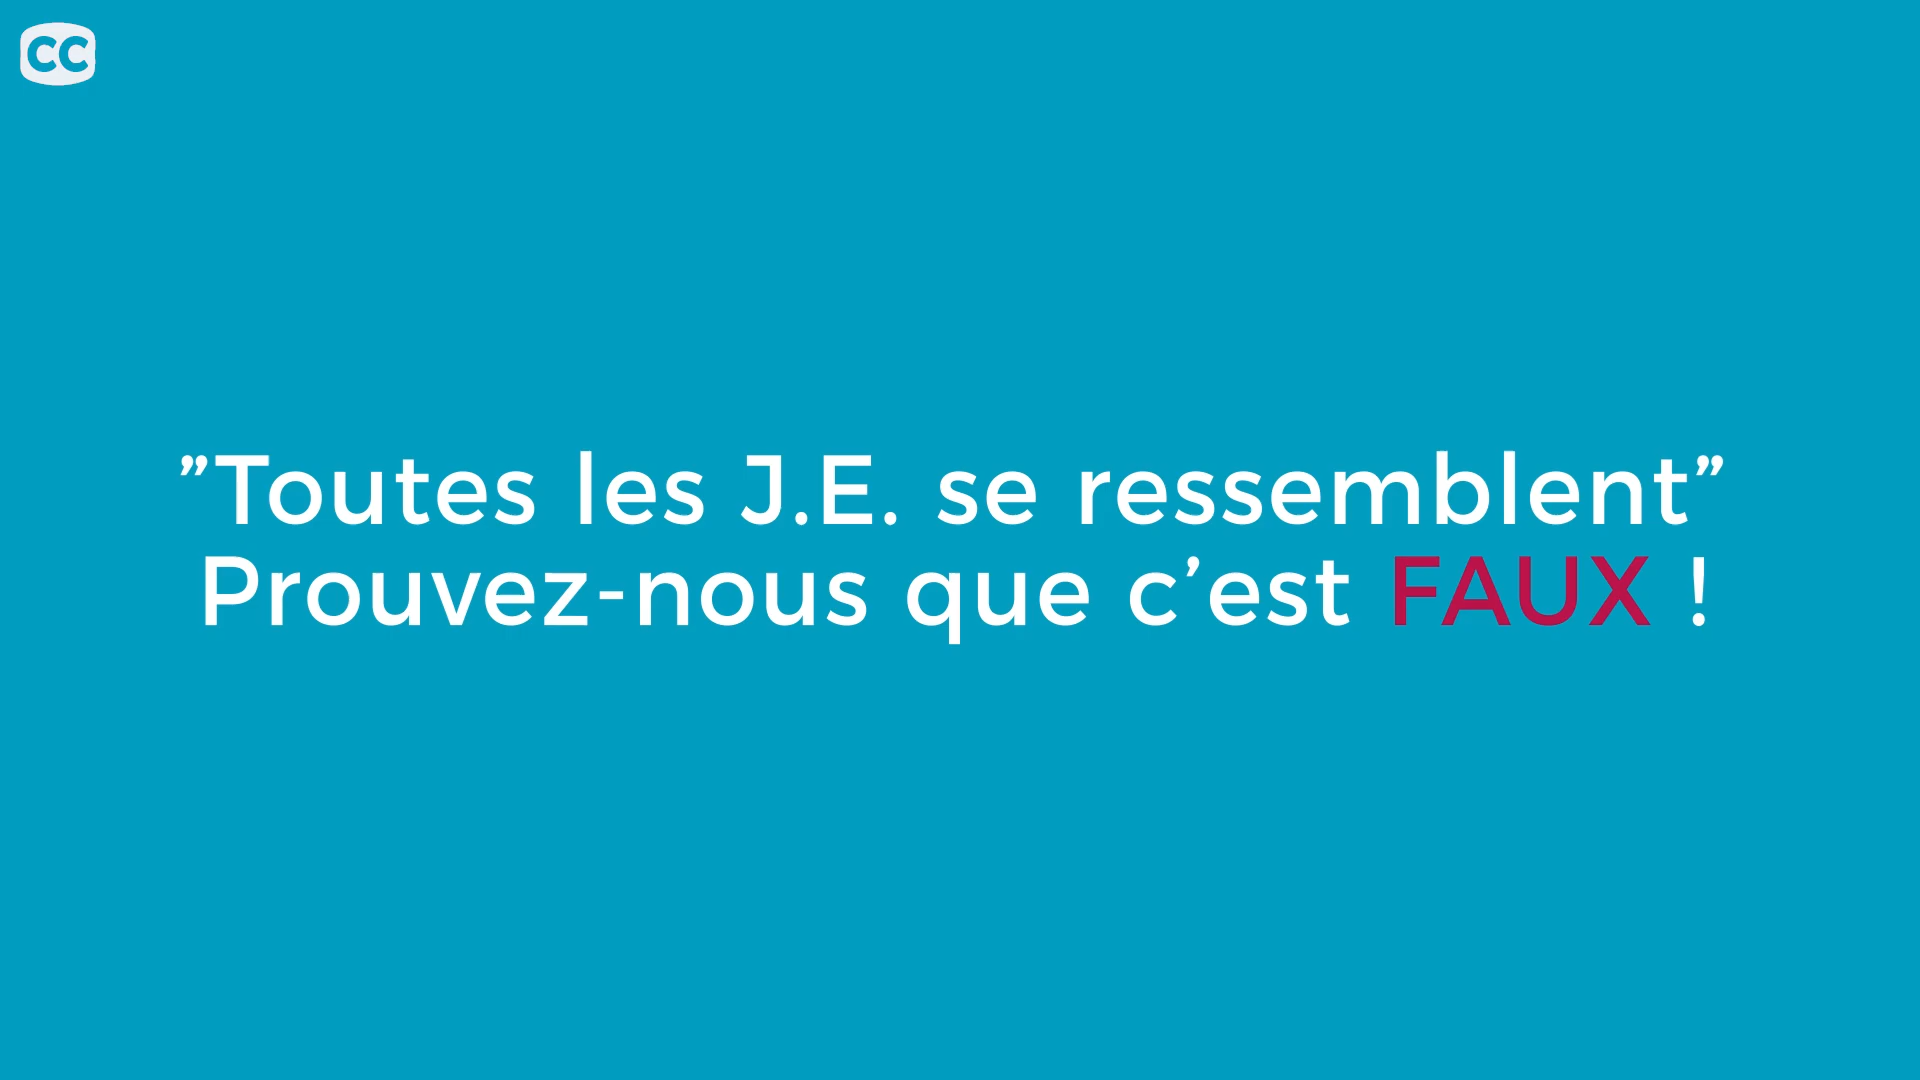 CC
”Toutes les J.E. se ressemblent”
Prouvez-nous que c’est FAUX !